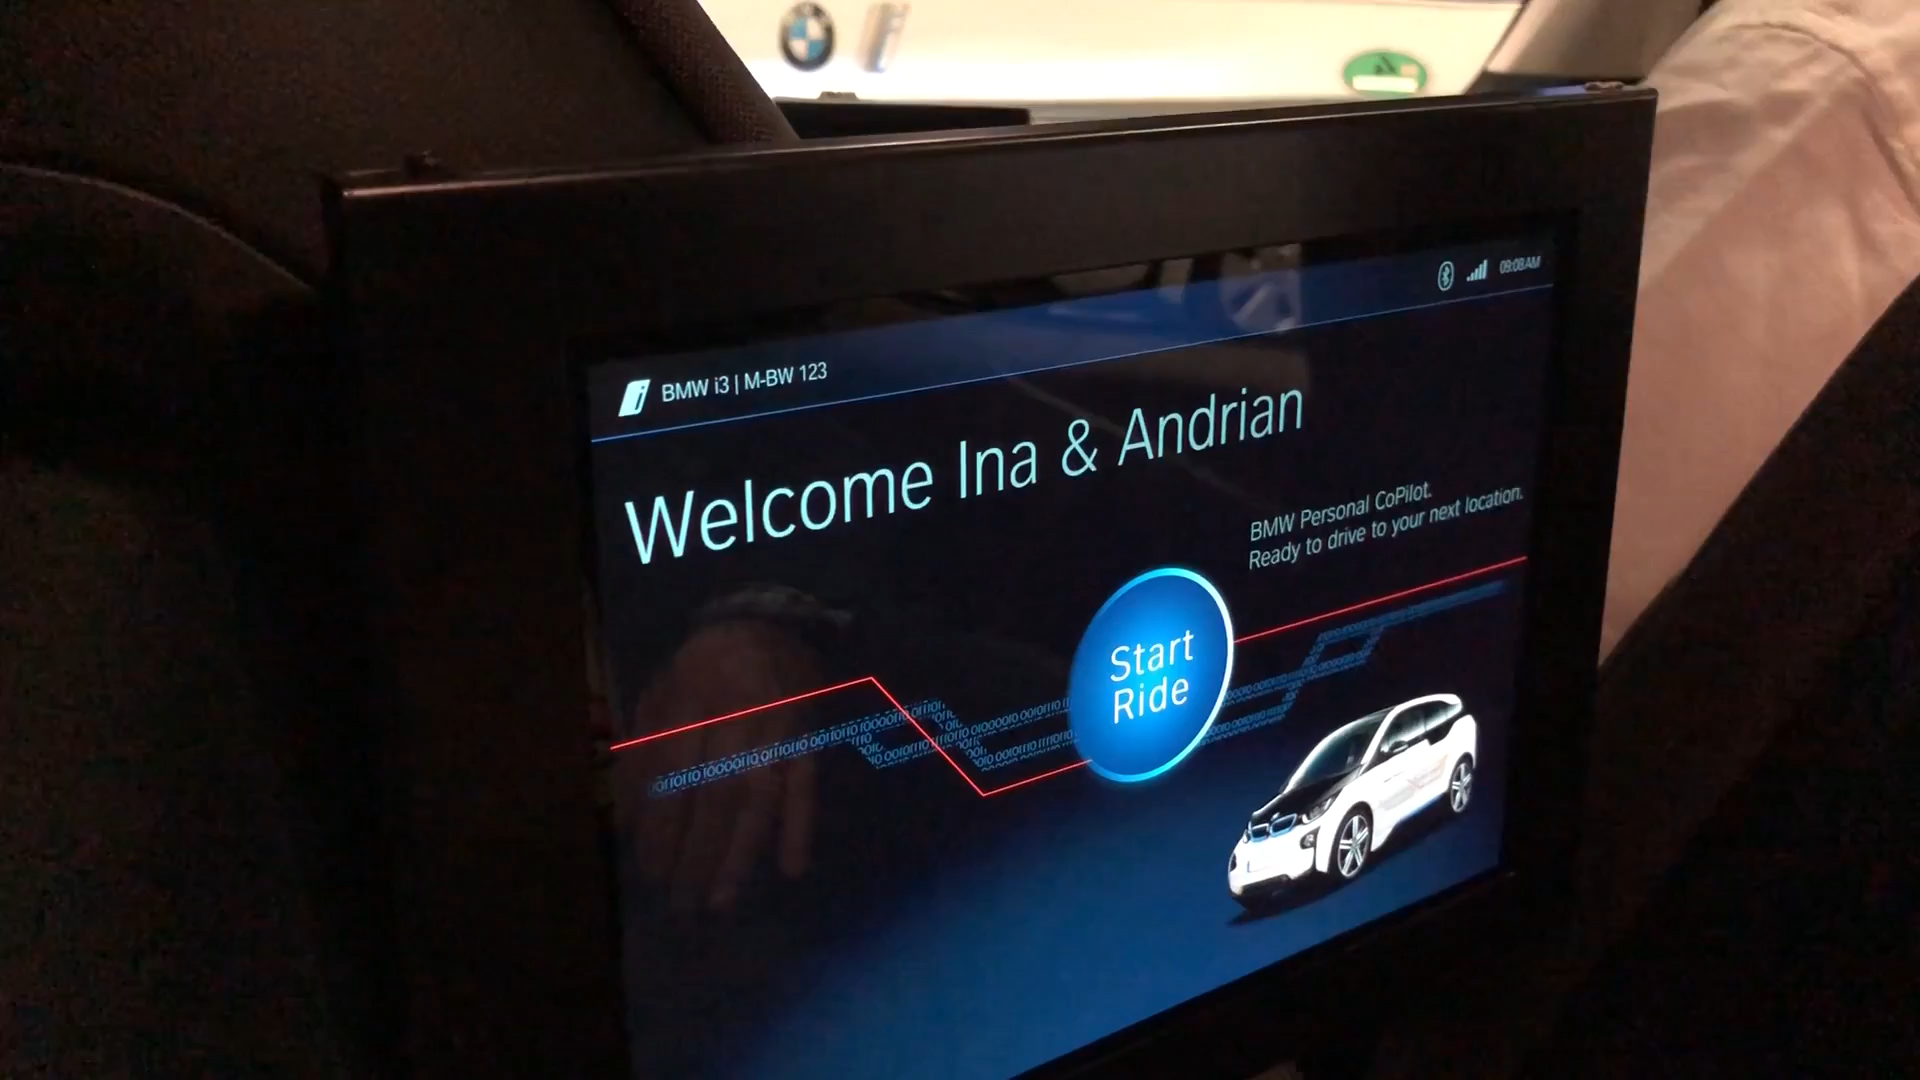 BMW i3 | M-BW 123
09:08AM
Welcome Ina & Andrian
BMW Personal CoPilot.
Ready to drive to your next location.
Start
Ride